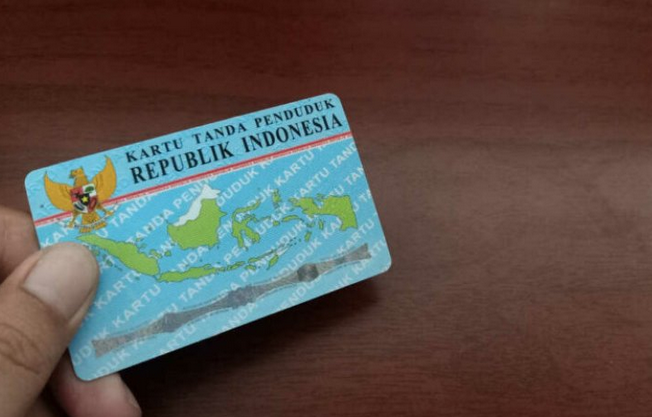 KARTU TANDA PENDUDUK
REPUBLIK INDONESIA